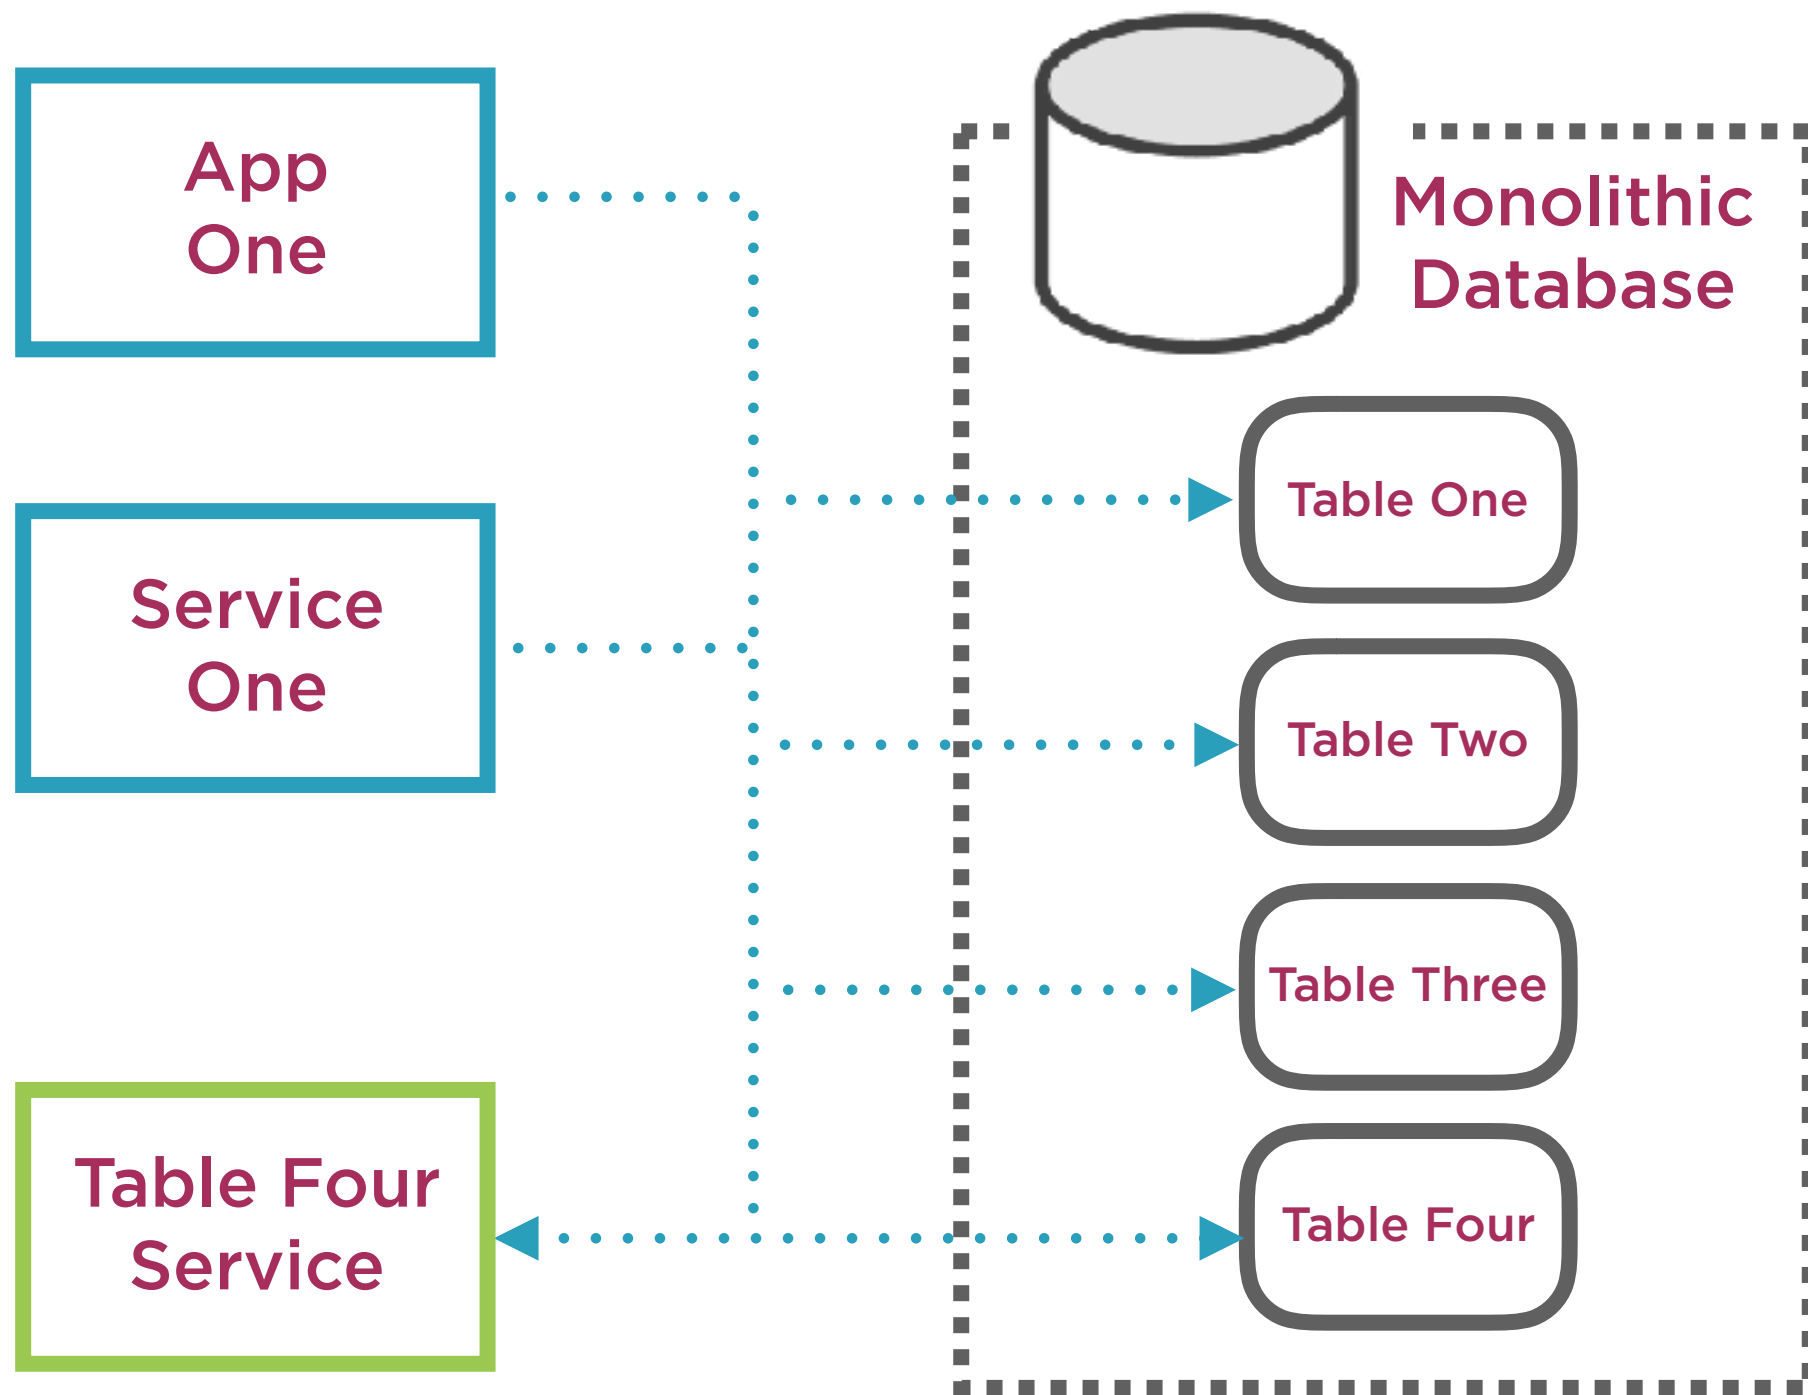 App
One
Monolithic
Database
Table One
Service
One
Table Two
Table Three
Table Four
Service
Table Four